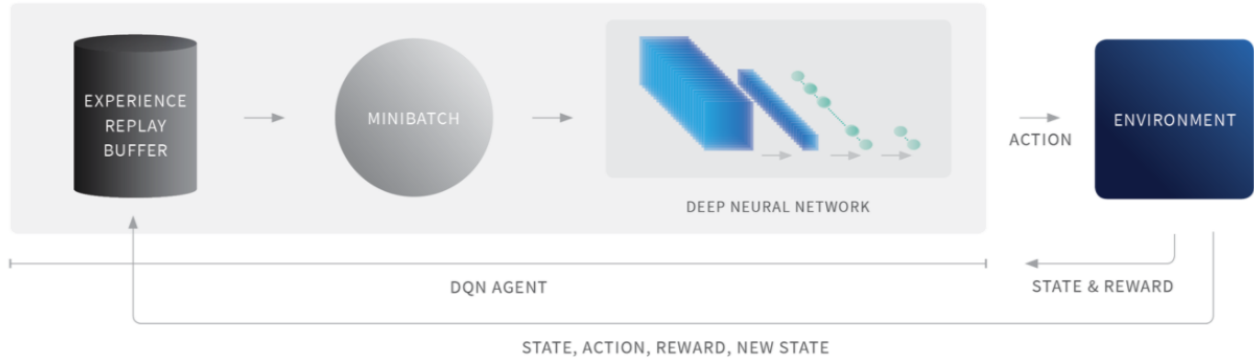 EXPERIENCE
REPLAY
BUFFER
MINIBATCH
DEEP NEURAL NETWORK
ACTION
ENVIRONMENT
DQN AGENT
STATE & REWARD
STATE, ACTION, REWARD, NEW STATE